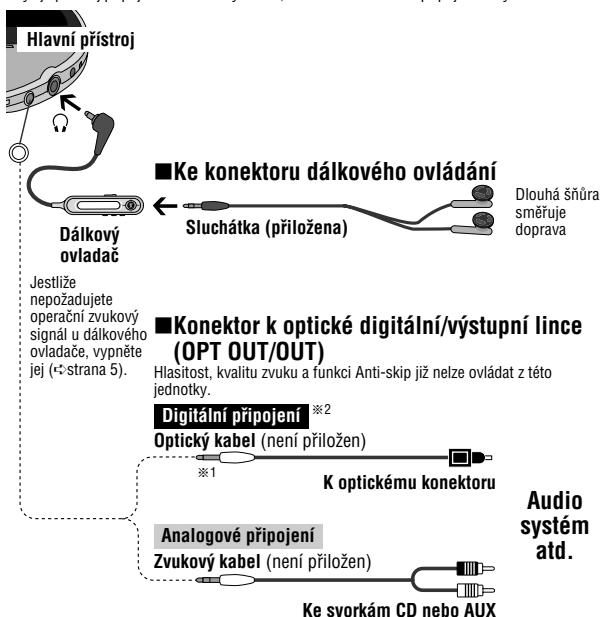 Hlavní přístroj
■Ke konektoru dálkového ovládání
Dlouhá šňůra
směřuje
doprava
Sluchátka (přiložena)
Dálkový
ovladač
Jestliže
nepožadujete
operační zvukový
signál u dálkového
ovladače, vypněte
jej (➪strana 5).
■Konektor k optické digitální/výstupní lince
(OPT OUT/OUT)
Hlasitost, kvalitu zvuku a funkci Anti-skip již nelze ovládat z této
jednotky.
Digitální připojení ※2
Optický kabel (není přiložen)
※1
K optickému konektoru
Audio
systém
atd.
Analogové připojení
Zvukový kabel (není přiložen)
Ke svorkám CD nebo AUX